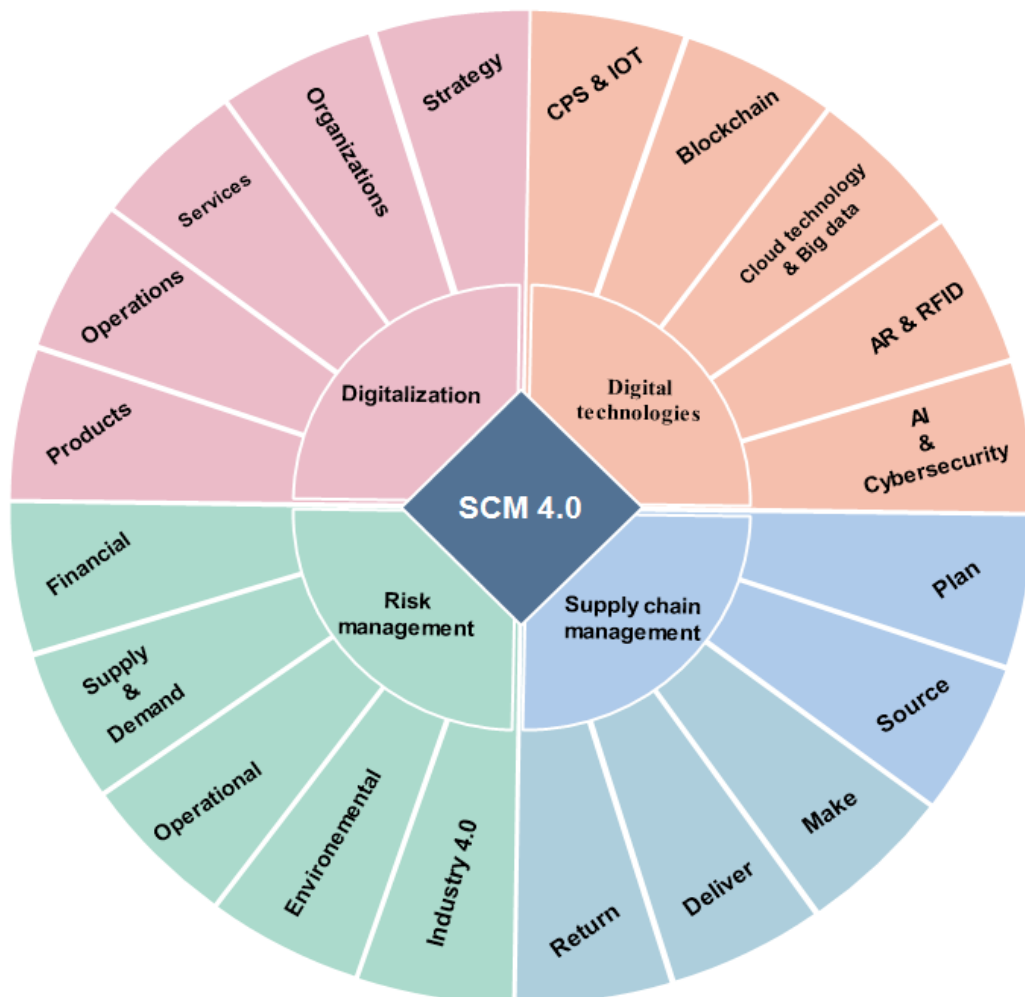 Strategy
Organizations
Services
Operations
Products
Digitalization
CPS & IOT
Blockchain
Cloud technology
& Big data
AR & RFID
AI
&
Cybersecurity
Digital
technologies
SCM 4.0
Financial
Supply
&
Demand
Operational
Environemental
Industry 4.0
Risk
management
Supply chain
management
Plan
Source
Make
Deliver
Return